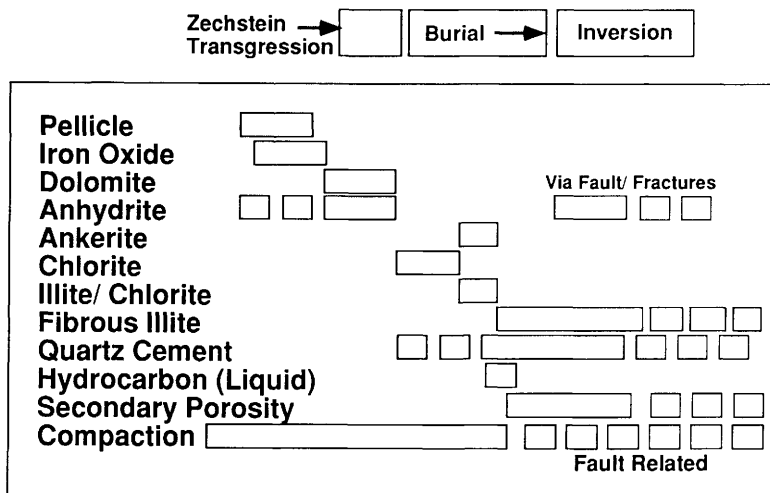 Zechstein
Transgression
Burial
Inversion
Pellicle
Iron Oxide
Dolomite
Via Fault/ Fractures
Anhydrite
Ankerite
Chlorite
Illite/ Chlorite
Fibrous Illite
Quartz Cement
Hydrocarbon (Liquid)
Secondary Porosity
Compaction
Fault Related